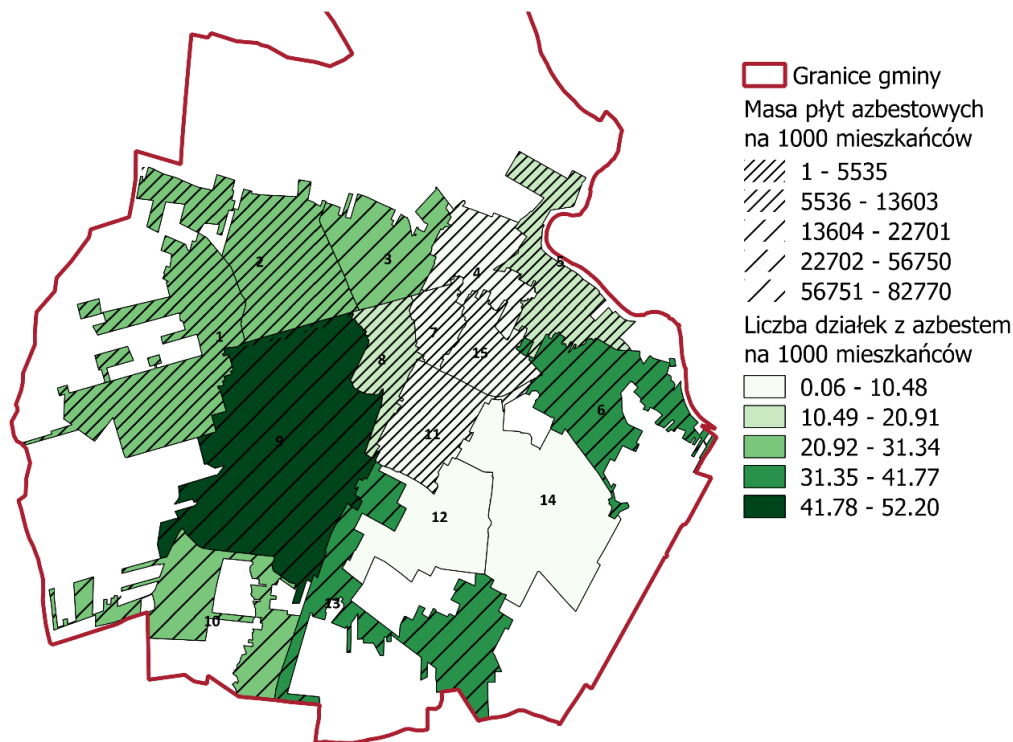 Granice gminy
Masa płyt azbestowych
na 1000 mieszkańców
1 - 5535
5536 - 13603
13604 - 22701
22702 - 56750
56751 - 82770
Liczba działek z azbestem
na 1000 mieszkańców
0.06 - 10.48
10.49 - 20.91
20.92 - 31.34
31.35 - 41.77
41.78 - 52.20
2
3
4
5
1
7
15
8
6
9
11
14
12
13
10